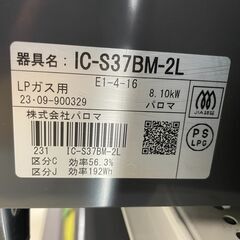 器具名: IC-S37BM-2L
E1-4-16
LPガス用 8.10kW
23·09-900329 パロマ
株式会社パロマ
231 IC-S37BM-2L
区分C 効率56.3%
区分J 効率192Wh
PS
LPG